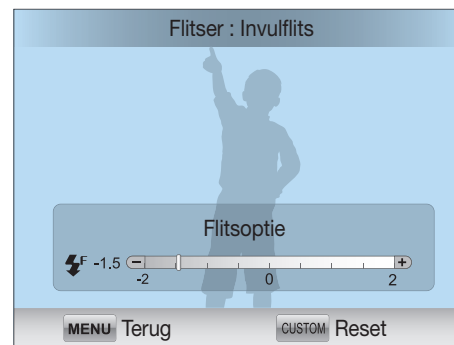 Flitser : Invulflits
Flitsoptie
F -1.5 - +
-2 0 2
MENU Terug CUSTOM Reset